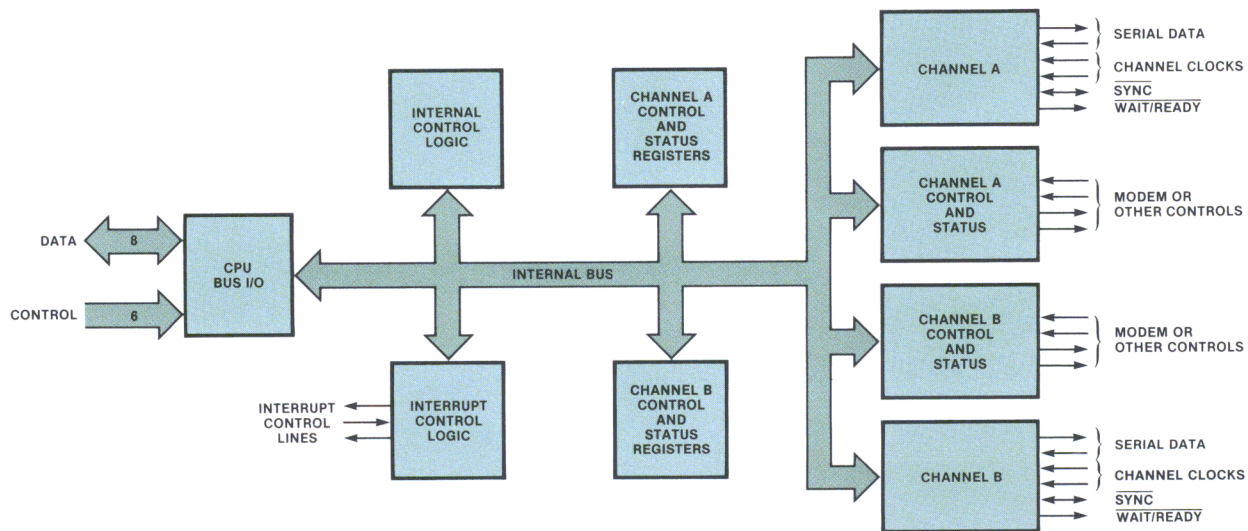 INTERNAL
CONTROL
LOGIC
CHANNEL A
CONTROL
AND
STATUS
REGISTERS
CHANNEL A
SERIAL DATA
CHANNEL CLOCKS
SYNC
WAIT/READY
CHANNEL A
CONTROL
AND
STATUS
MODEM OR
OTHER CONTROLS
DATA
8
CPU
BUS I/O
INTERNAL BUS
CONTROL
6
CHANNEL B
CONTROL
AND
STATUS
MODEM OR
OTHER CONTROLS
INTERRUPT
CONTROL
LINES
INTERRUPT
CONTROL
LOGIC
CHANNEL B
CONTROL
AND
STATUS
REGISTERS
CHANNEL B
SERIAL DATA
CHANNEL CLOCKS
SYNC
WAIT/READY